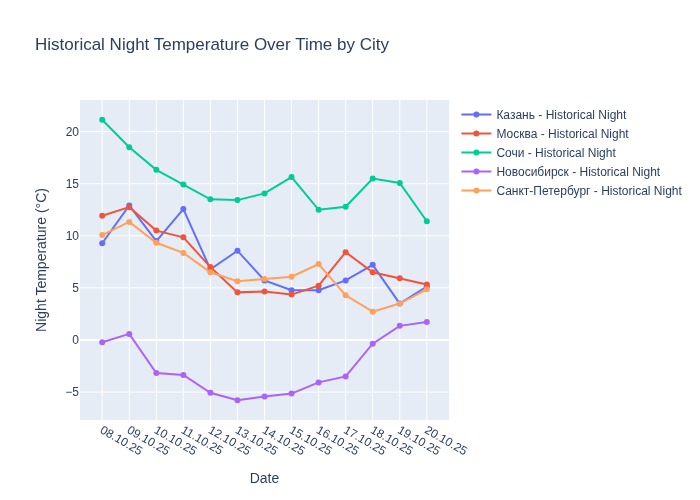 Historical Night Temperature Over Time by City
Казань - Historical Night
Москва - Historical Night
Сочи - Historical Night
Новосибирск - Historical Night
Санкт-Петербург - Historical Night
Night Temperature (°C)
20
15
10
5
0
−5
08.10.25
09.10.25
10.10.25
11.10.25
12.10.25
13.10.25
14.10.25
15.10.25
16.10.25
17.10.25
18.10.25
19.10.25
20.10.25
Date